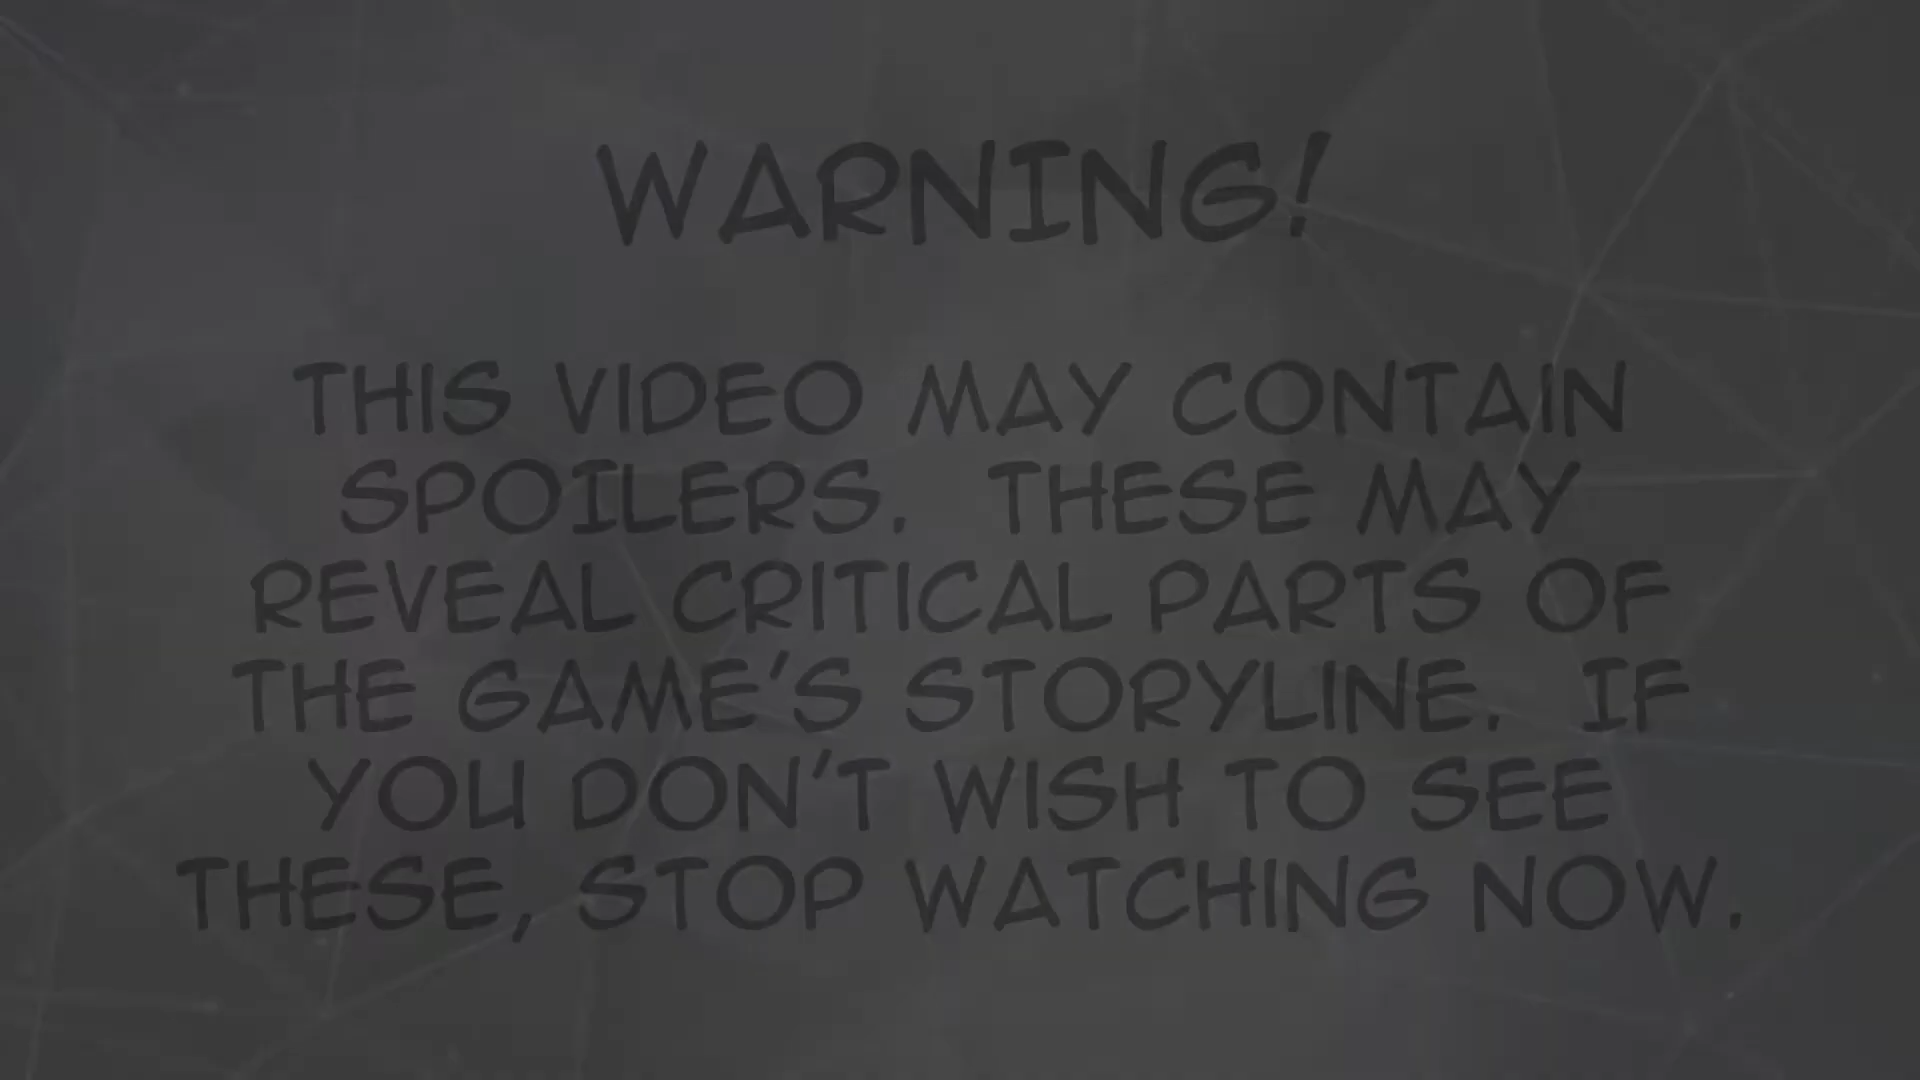 WARNING!
THIS VIDEO MAY CONTAIN
SPOILERS. THESE MAY
REVEAL CRITICAL PARTS OF
THE GAME'S STORYLINE. IF
YOU DON'T WISH TO SEE
THESE, STOP WATCHING NOW.